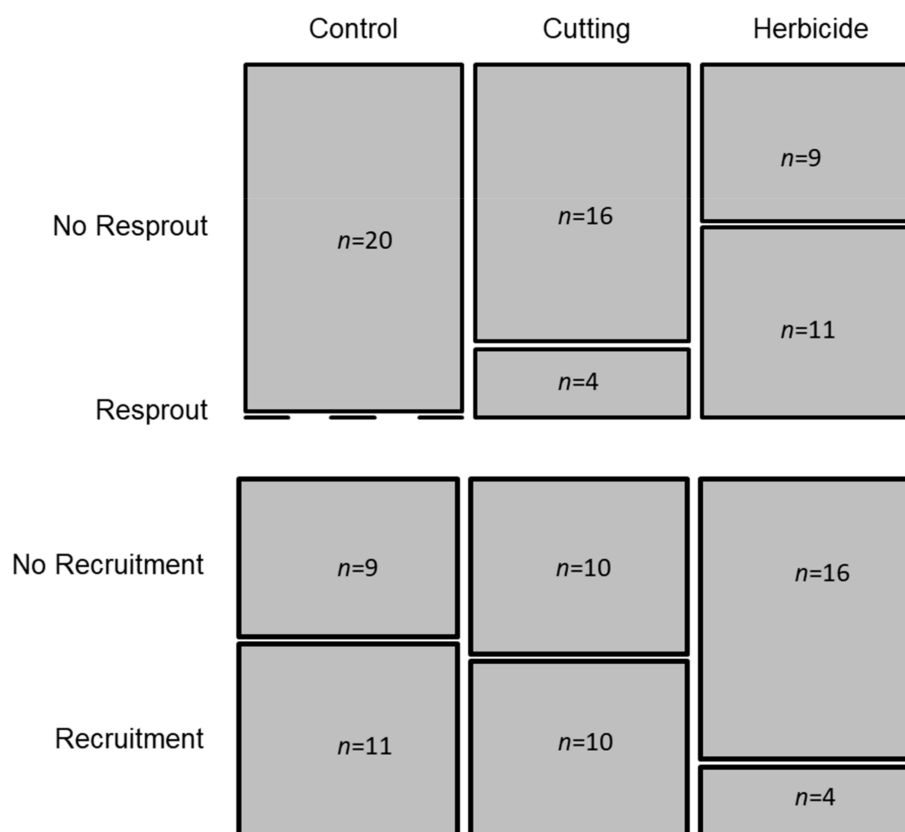 Control Cutting Herbicide
n=9
No Resprout n=20 n=16
n=11
Resprout n=4
No Recruitment n=9 n=10 n=16
Recruitment n=11 n=10
n=4